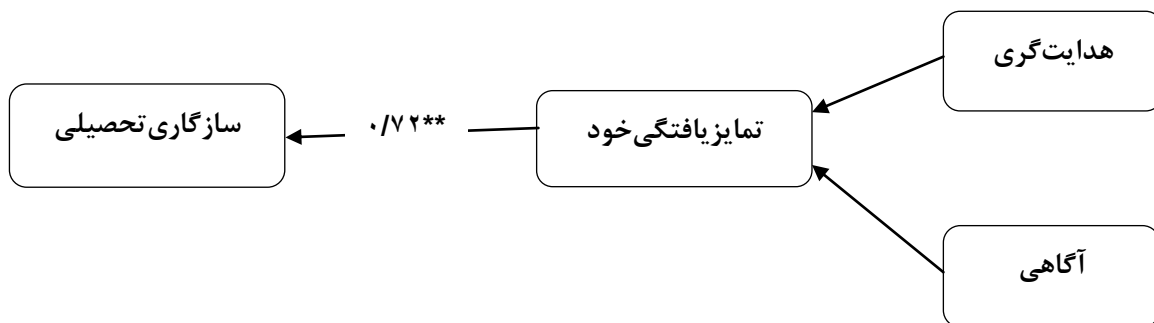 هدایت‌گری
تمایزیافتگی‌خود
۰/۷۲**
سازگاری‌تحصیلی
آگاهی